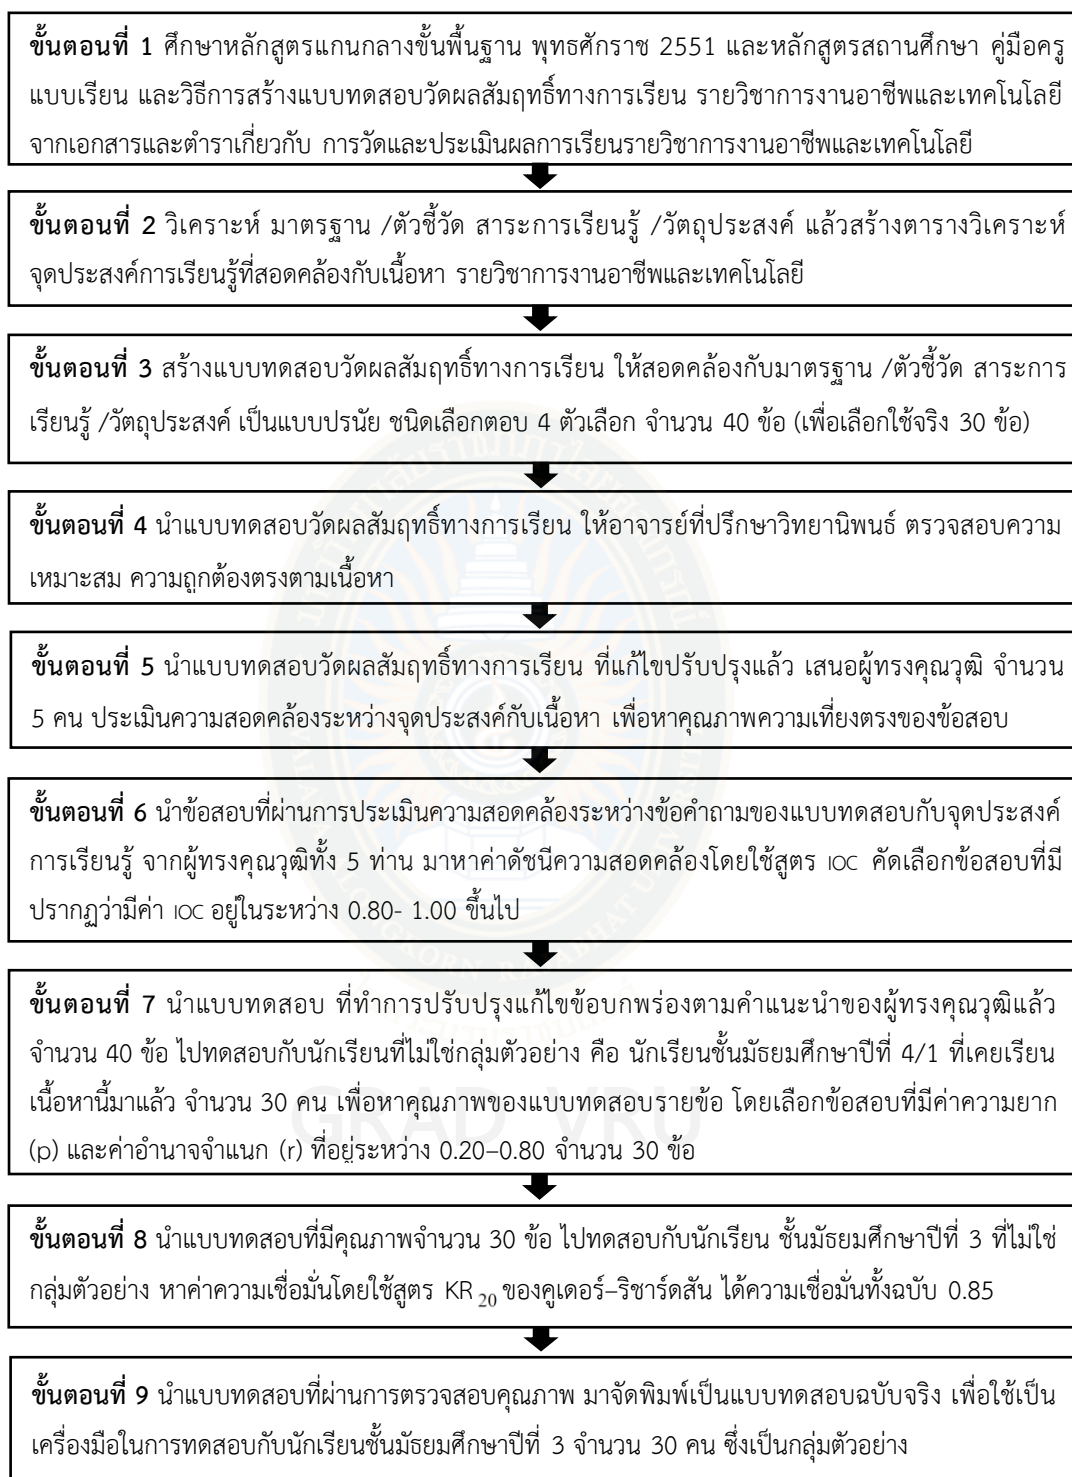 ขั้นตอนที่ 1 ศึกษาหลักสูตรแกนกลางขั้นพื้นฐาน พุทธศักราช 2551 และหลักสูตรสถานศึกษา คู่มือครู
แบบเรียน และวิธีการสร้างแบบทดสอบวัดผลสัมฤทธิ์ทางการเรียน รายวิชาการงานอาชีพและเทคโนโลยี
จากเอกสารและตำราเกี่ยวกับ การวัดและประเมินผลการเรียนรายวิชาการงานอาชีพและเทคโนโลยี
ขั้นตอนที่ 2 วิเคราะห์ มาตรฐาน /ตัวชี้วัด สาระการเรียนรู้ /วัตถุประสงค์ แล้วสร้างตารางวิเคราะห์
จุดประสงค์การเรียนรู้ที่สอดคล้องกับเนื้อหา รายวิชาการงานอาชีพและเทคโนโลยี
ขั้นตอนที่ 3 สร้างแบบทดสอบวัดผลสัมฤทธิ์ทางการเรียน ให้สอดคล้องกับมาตรฐาน /ตัวชี้วัด สาระการ
เรียนรู้ /วัตถุประสงค์ เป็นแบบปรนัย ชนิดเลือกตอบ 4 ตัวเลือก จำนวน 40 ข้อ (เพื่อเลือกใช้จริง 30 ข้อ)
ขั้นตอนที่ 4 นำแบบทดสอบวัดผลสัมฤทธิ์ทางการเรียน ให้อาจารย์ที่ปรึกษาวิทยานิพนธ์ ตรวจสอบความ
เหมาะสม ความถูกต้องตรงตามเนื้อหา
ขั้นตอนที่ 5 นำแบบทดสอบวัดผลสัมฤทธิ์ทางการเรียน ที่แก้ไขปรับปรุงแล้ว เสนอผู้ทรงคุณวุฒิ จำนวน
5 คน ประเมินความสอดคล้องระหว่างจุดประสงค์กับเนื้อหา เพื่อหาคุณภาพความเที่ยงตรงของข้อสอบ
ขั้นตอนที่ 6 นำข้อสอบที่ผ่านการประเมินความสอดคล้องระหว่างข้อคำถามของแบบทดสอบกับจุดประสงค์
การเรียนรู้ จากผู้ทรงคุณวุฒิทั้ง 5 ท่าน มาหาค่าดัชนีความสอดคล้องโดยใช้สูตร IOC คัดเลือกข้อสอบที่มี
ปรากฏว่ามีค่า IOC อยู่ในระหว่าง 0.80- 1.00 ขึ้นไป
ขั้นตอนที่ 7 นำแบบทดสอบ ที่ทำการปรับปรุงแก้ไขข้อบกพร่องตามคำแนะนำของผู้ทรงคุณวุฒิแล้ว
จำนวน 40 ข้อ ไปทดสอบกับนักเรียนที่ไม่ใช่กลุ่มตัวอย่าง คือ นักเรียนชั้นมัธยมศึกษาปีที่ 4/1 ที่เคยเรียน
เนื้อหานี้มาแล้ว จำนวน 30 คน เพื่อหาคุณภาพของแบบทดสอบรายข้อ โดยเลือกข้อสอบที่มีค่าความยาก
(p) และค่าอำนาจจำแนก (r) ที่อยู่ระหว่าง 0.20–0.80 จำนวน 30 ข้อ
GRAD VRU
ขั้นตอนที่ 8 นำแบบทดสอบที่มีคุณภาพจำนวน 30 ข้อ ไปทดสอบกับนักเรียน ชั้นมัธยมศึกษาปีที่ 3 ที่ไม่ใช่
กลุ่มตัวอย่าง หาค่าความเชื่อมั่นโดยใช้สูตร KR 20 ของคูเดอร์–ริชาร์ดสัน ได้ความเชื่อมั่นทั้งฉบับ 0.85
ขั้นตอนที่ 9 นำแบบทดสอบที่ผ่านการตรวจสอบคุณภาพ มาจัดพิมพ์เป็นแบบทดสอบฉบับจริง เพื่อใช้เป็น
เครื่องมือในการทดสอบกับนักเรียนชั้นมัธยมศึกษาปีที่ 3 จำนวน 30 คน ซึ่งเป็นกลุ่มตัวอย่าง